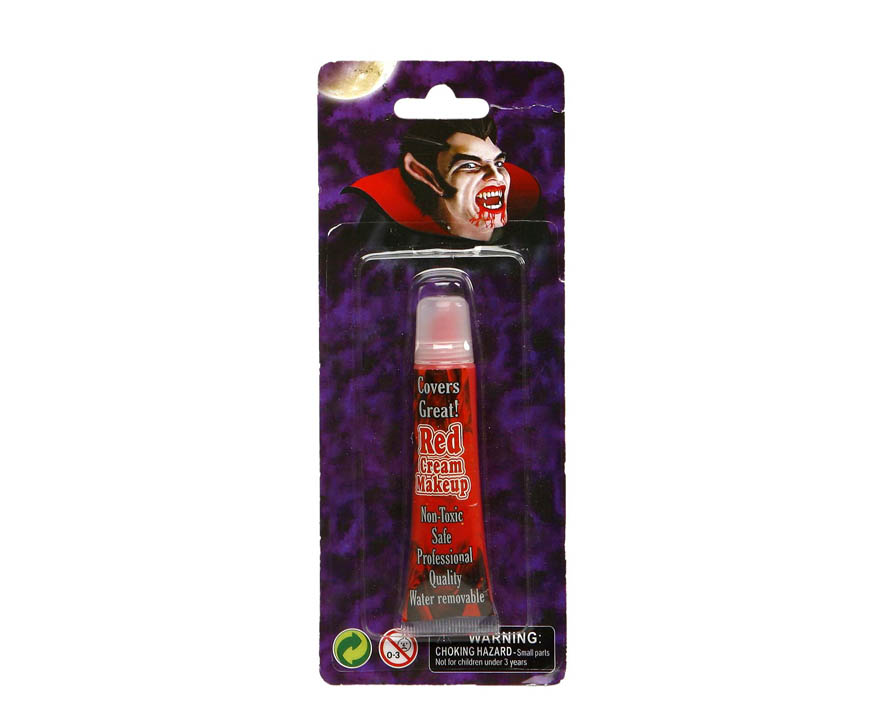 Covers
Great!
Red
Cream
Makeup
Non-Toxic
Safe
Professional
Quality
Water removable
0-3
WARNING:
CHOKING HAZARD-Small parts
Not for children under 3 years